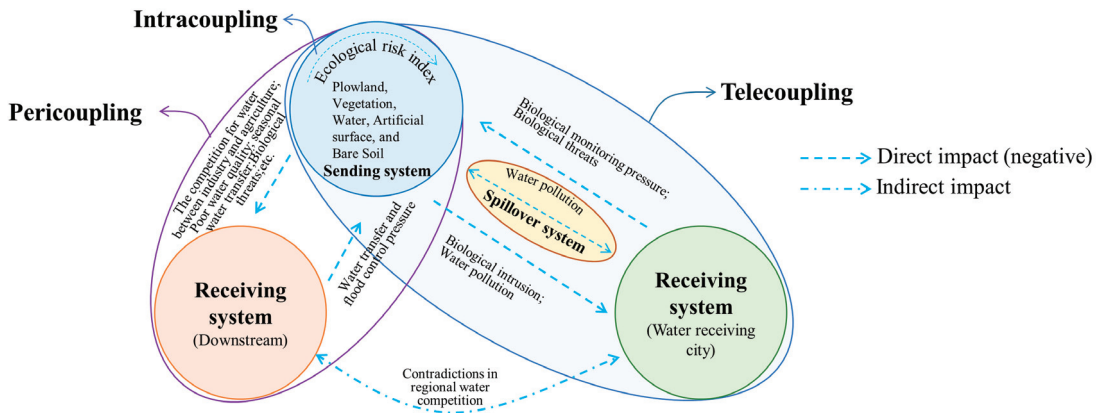 Intracoupling
Pericoupling
Telecoupling
Ecological risk index
Plowland,
Vegetation,
Water, Artificial
surface, and
Bare Soil
Sending system
The competition for water
between industry and agriculture;
Poor water quality; seasonal
water transfer;Biological
threats,etc.
Water transfer and
flood control pressure
Biological monitoring pressure;
Biological threats
Water pollution
Spillover system
Biological intrusion;
Water pollution
Direct impact (negative)
Indirect impact
Receiving
system
(Downstream)
Receiving
system
(Water receiving
city)
Contradictions in
regional water
competition